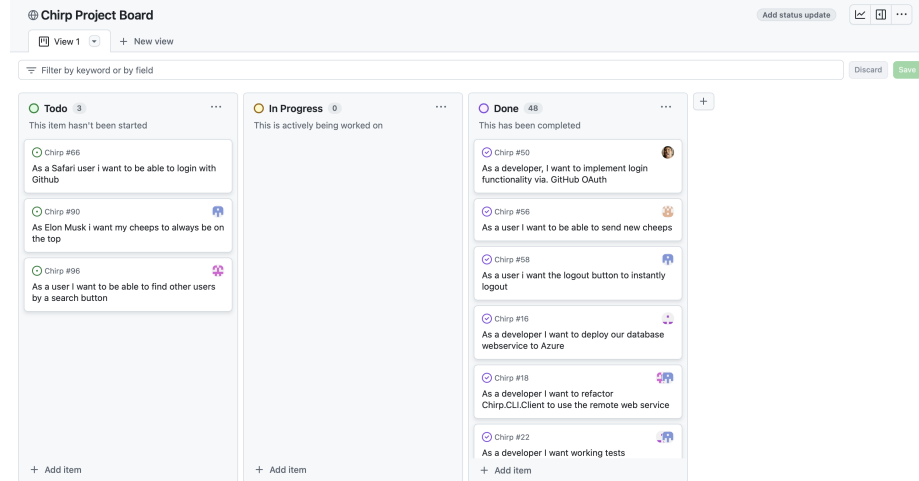 Chirp Project Board
Add status update
View 1
New view
Filter by keyword or by field
Discard
Save
Todo 3
This item hasn't been started
Chirp #66
As a Safari user i want to be able to login with
Github
Chirp #90
As Elon Musk i want my cheeps to always be on
the top
Chirp #96
As a user I want to be able to find other users
by a search button
Add item
In Progress 0
This is actively being worked on
Add item
Done 48
This has been completed
Chirp #50
As a developer, I want to implement login
functionality via. GitHub OAuth
Chirp #56
As a user I want to be able to send new cheeps
Chirp #58
As a user i want the logout button to instantly
logout
Chirp #16
As a developer I want to deploy our database
webservice to Azure
Chirp #18
As a developer I want to refactor
Chirp.CLI.Client to use the remote web service
Chirp #22
As a developer I want working tests
Add item